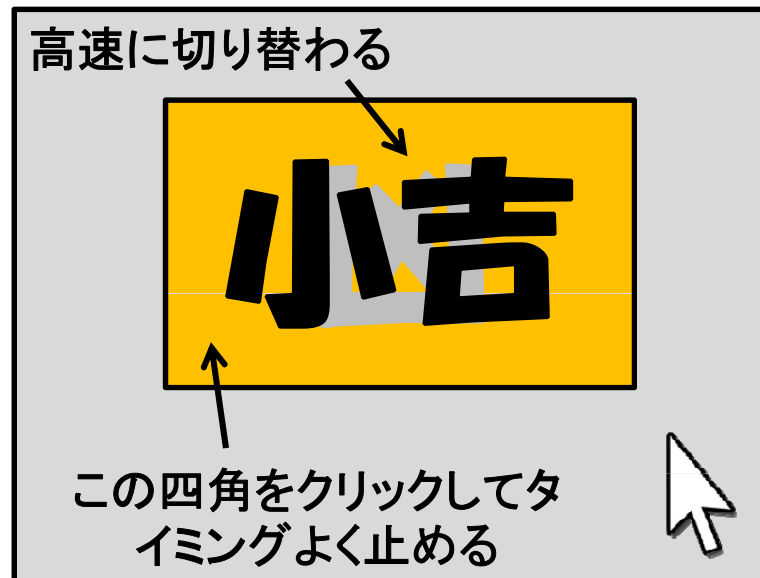 高速に切り替わる
小吉
この四角をクリックしてタ
イミングよく止める